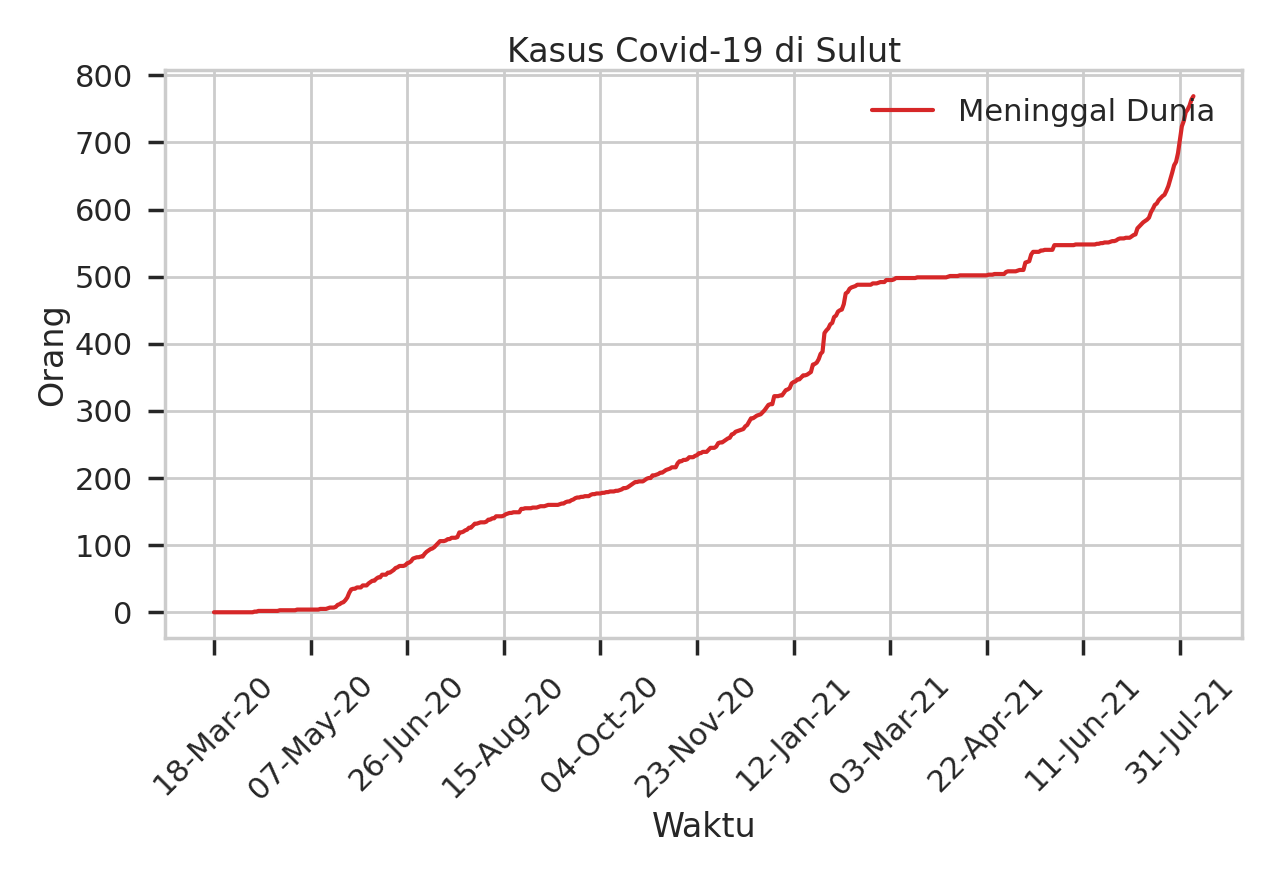 Kasus Covid-19 di Sulut
Meninggal Dunia
800
700
600
500
400
300
200
100
0
Orang
18-Mar-20
07-May-20
26-Jun-20
15-Aug-20
04-Oct-20
23-Nov-20
12-Jan-21
03-Mar-21
22-Apr-21
11-Jun-21
31-Jul-21
Waktu